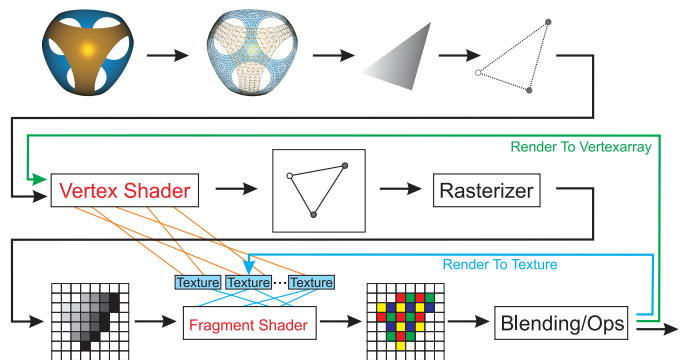 Render To Vertexarray
Vertex Shader
Rasterizer
Render To Texture
Texture Texture ... Texture
Fragment Shader
Blending/Ops